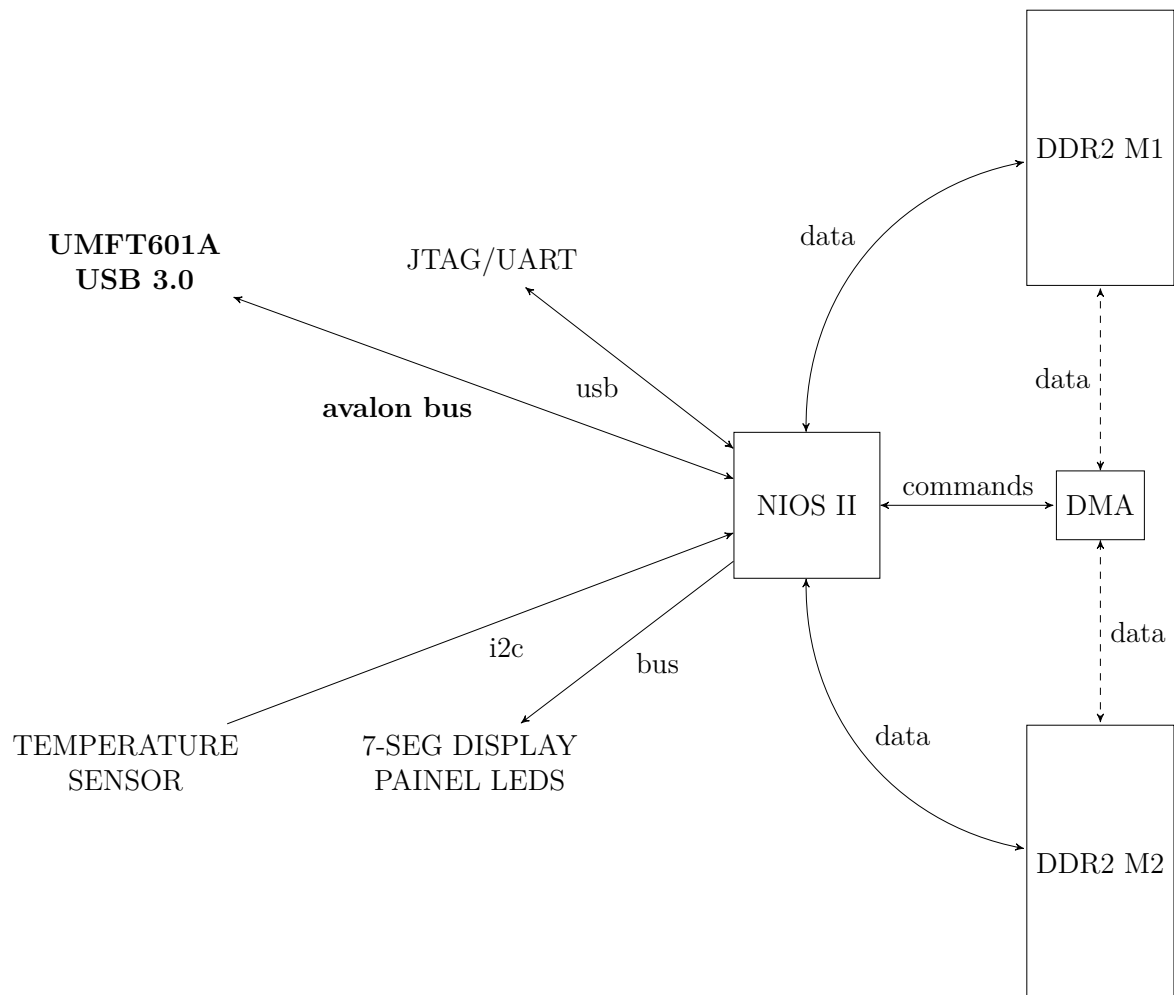 DDR2 M1
data
UMFT601A
USB 3.0
JTAG/UART
data
usb
avalon bus
commands
NIOS II
DMA
data
i2c
bus
data
TEMPERATURE
SENSOR
7-SEG DISPLAY
PAINEL LEDS
DDR2 M2